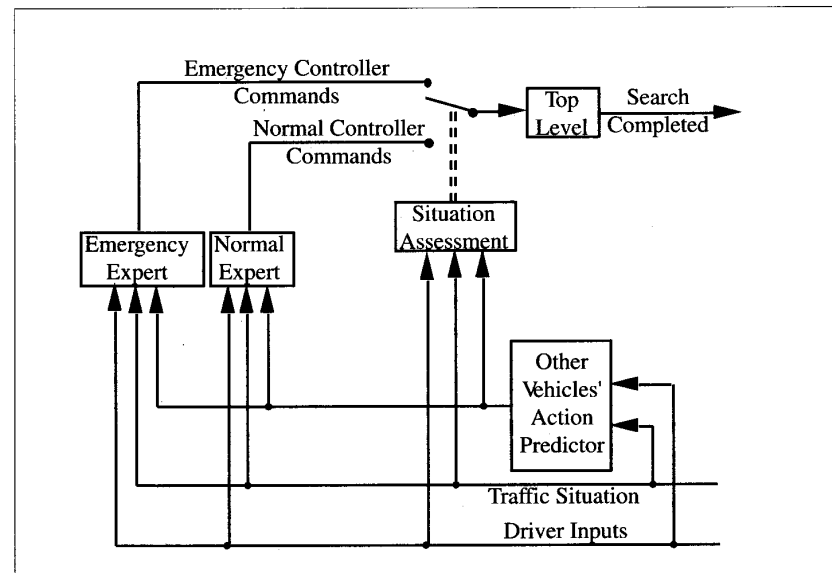 Emergency Controller
Commands
Normal Controller
Commands
Top
Level
Search
Completed
Situation
Assessment
Emergency
Expert
Normal
Expert
Other
Vehicles'
Action
Predictor
Traffic Situation
Driver Inputs